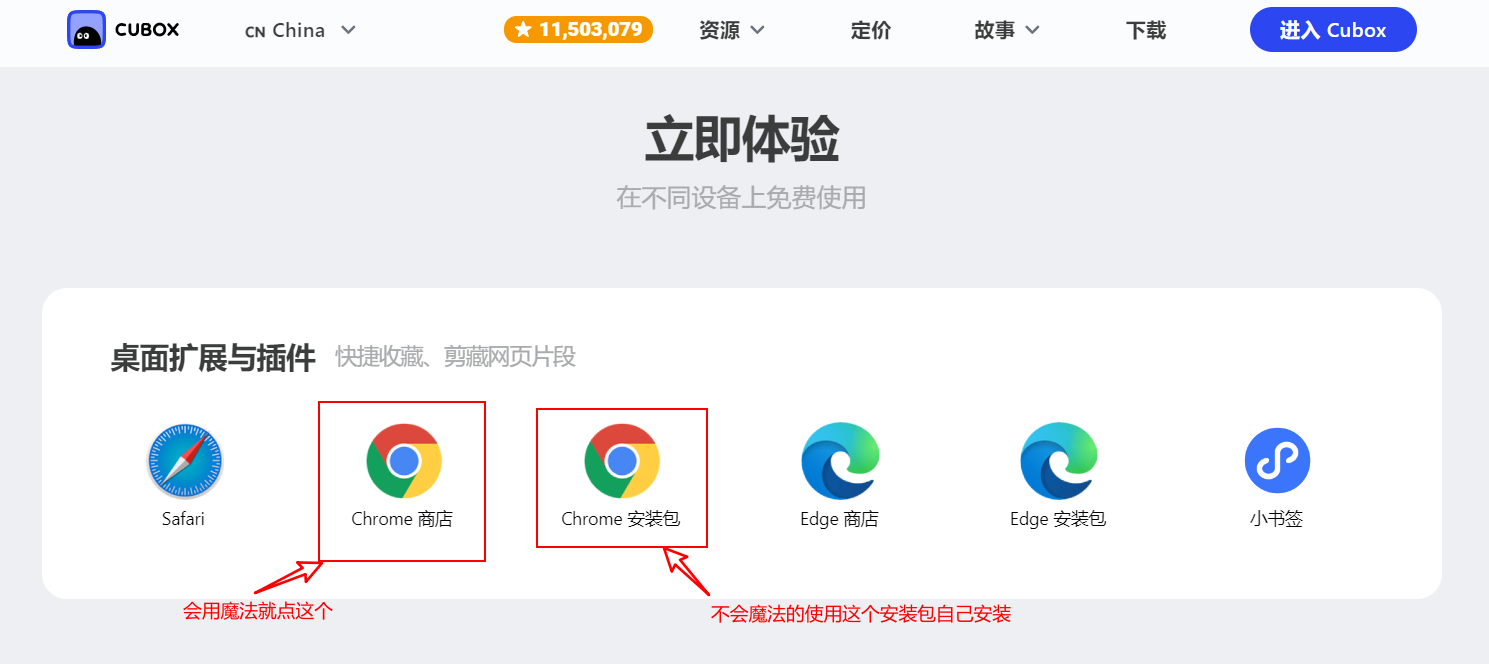 CUBOX CN China ★ 11,503,079 资源 定价 故事 下载 进入 Cubox
立即体验
在不同设备上免费使用
桌面扩展与插件 快捷收藏、剪藏网页片段
Safari Chrome 商店 Chrome 安装包 Edge 商店 Edge 安装包 小书签
会用魔法就点这个 不会魔法的使用这个安装包自己安装